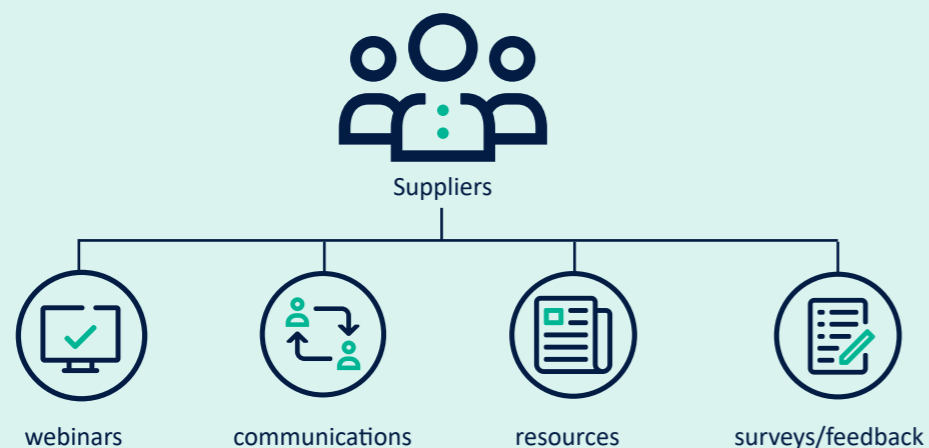 Suppliers
webinars
communications
resources
surveys/feedback